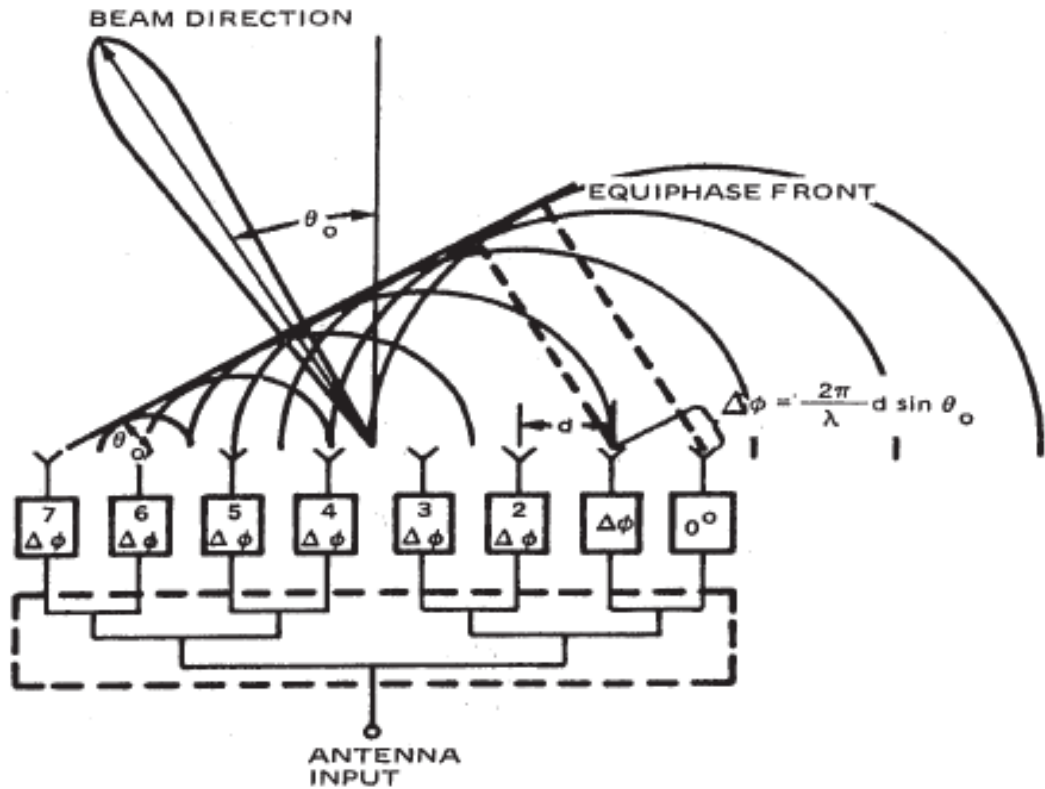 BEAM DIRECTION
EQUIPHASE FRONT
θo
Δϕ = 2π/λ d sin θo
d
θo
7 6 5 4 3 2
Δϕ Δϕ Δϕ Δϕ Δϕ Δϕ Δϕ 0°
ANTENNA
INPUT